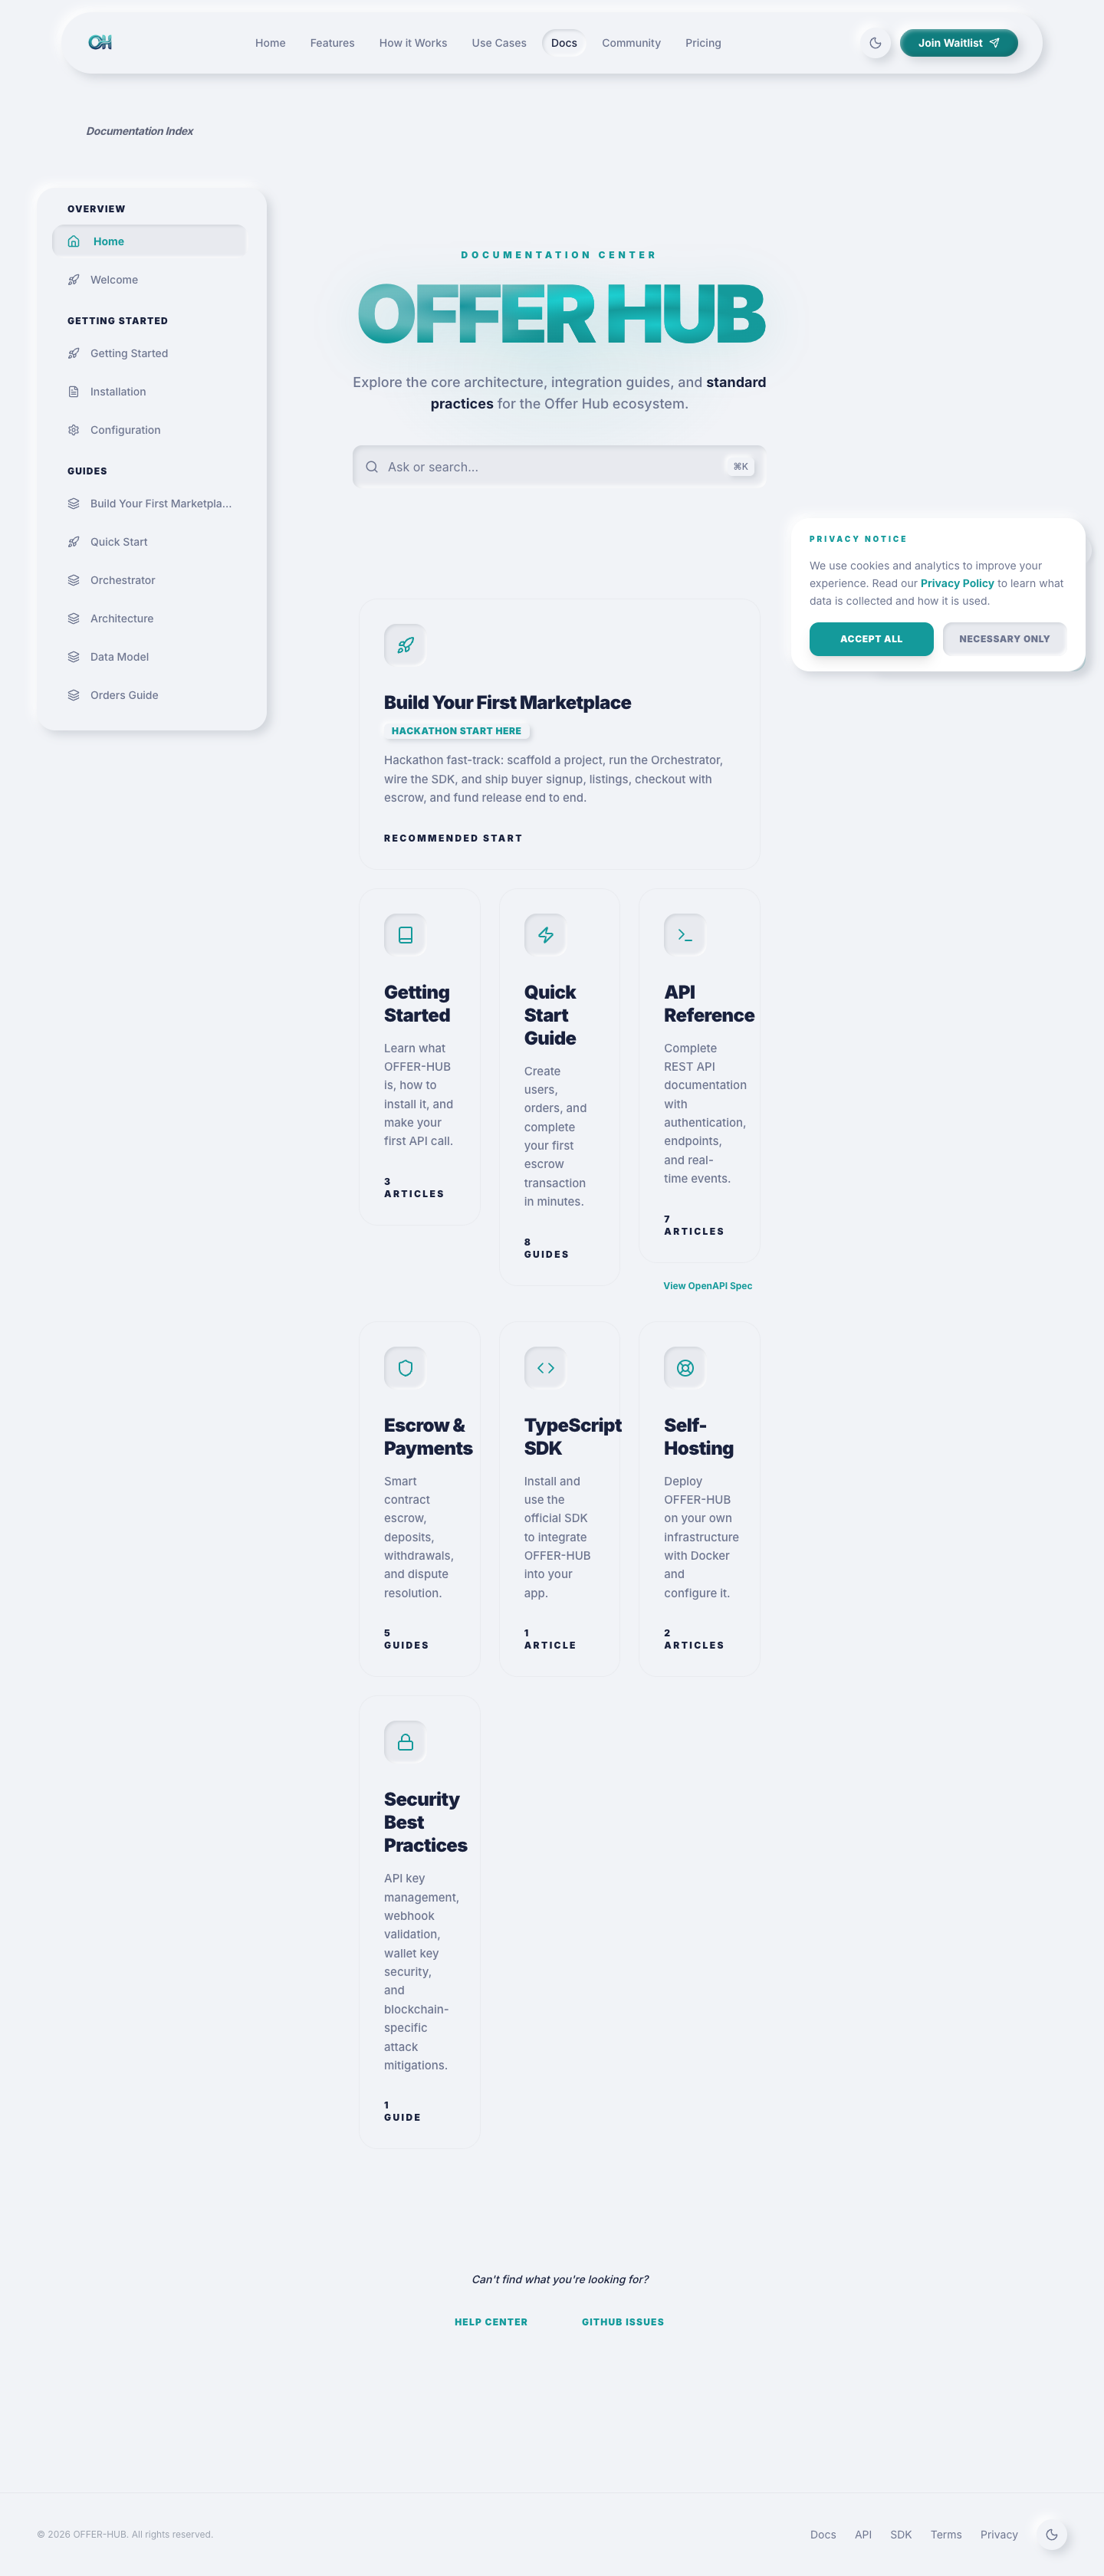 OH
Home
Features
How it Works
Use Cases
Docs
Community
Pricing
Join Waitlist
Documentation Index
OVERVIEW
Home
Welcome
GETTING STARTED
Getting Started
Installation
Configuration
GUIDES
Build Your First Marketpla...
Quick Start
Orchestrator
Architecture
Data Model
Orders Guide
DOCUMENTATION CENTER
OFFER HUB
Explore the core architecture, integration guides, and standard
practices for the Offer Hub ecosystem.
Ask or search...
⌘K
PRIVACY NOTICE
We use cookies and analytics to improve your
experience. Read our Privacy Policy to learn what
data is collected and how it is used.
ACCEPT ALL
NECESSARY ONLY
Build Your First Marketplace
HACKATHON START HERE
Hackathon fast-track: scaffold a project, run the Orchestrator,
wire the SDK, and ship buyer signup, listings, checkout with
escrow, and fund release end to end.
RECOMMENDED START
Getting
Started
Learn what
OFFER-HUB
is, how to
install it, and
make your
first API call.
3
ARTICLES
Quick
Start
Guide
Create
users,
orders, and
complete
your first
escrow
transaction
in minutes.
8
GUIDES
API
Reference
Complete
REST API
documentation
with
authentication,
endpoints,
and real-
time events.
7
ARTICLES
View OpenAPI Spec
Escrow &
Payments
Smart
contract
escrow,
deposits,
withdrawals,
and dispute
resolution.
5
GUIDES
TypeScript
SDK
Install and
use the
official SDK
to integrate
OFFER-HUB
into your
app.
1
ARTICLE
Self-
Hosting
Deploy
OFFER-HUB
on your own
infrastructure
with Docker
and
configure it.
2
ARTICLES
Security
Best
Practices
API key
management,
webhook
validation,
wallet key
security,
and
blockchain-
specific
attack
mitigations.
1
GUIDE
Can't find what you're looking for?
HELP CENTER
GITHUB ISSUES
© 2026 OFFER-HUB. All rights reserved.
Docs
API
SDK
Terms
Privacy